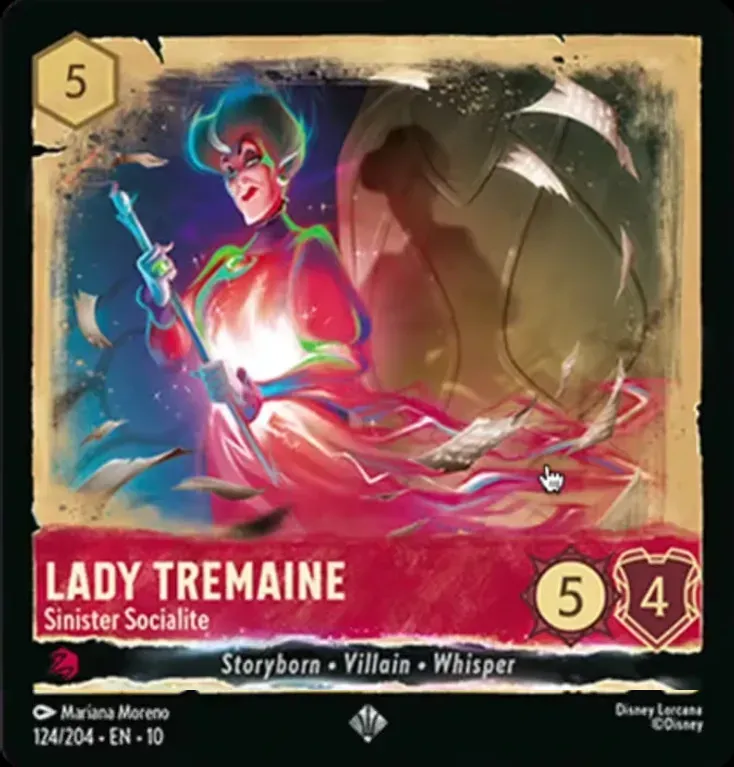 5
LADY TREMAINE
Sinister Socialite
5
4
Storyborn • Villain • Whisper
Mariana Moreno
124/204 • EN • 10
Disney Lorcana
©Disney